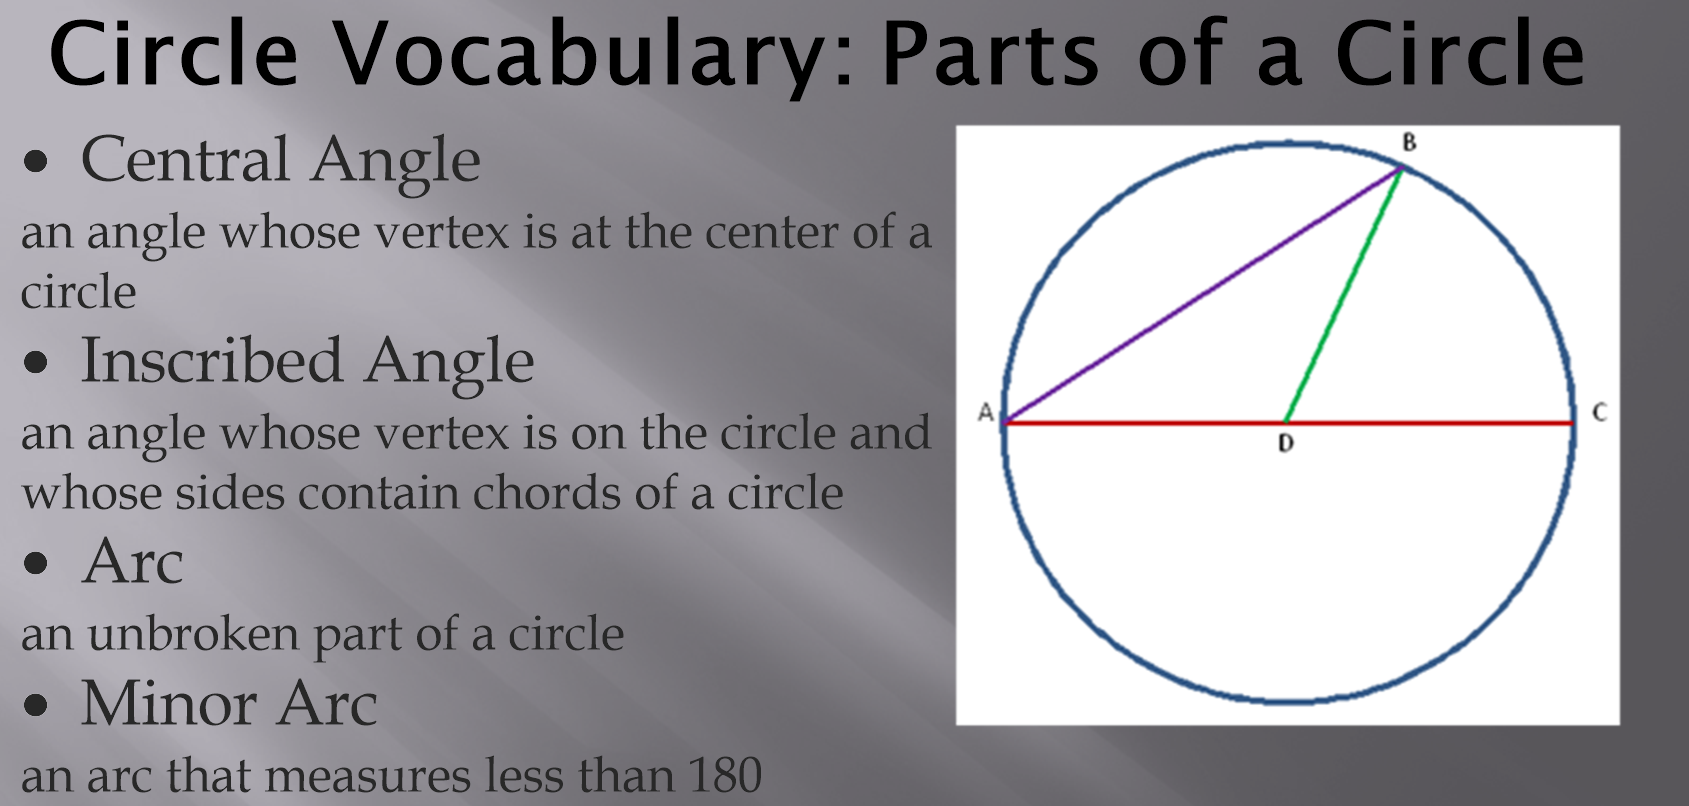 Circle Vocabulary: Parts of a Circle
• Central Angle
an angle whose vertex is at the center of a
circle
• Inscribed Angle
an angle whose vertex is on the circle and
whose sides contain chords of a circle
• Arc
an unbroken part of a circle
• Minor Arc
an arc that measures less than 180
B
A
C
D